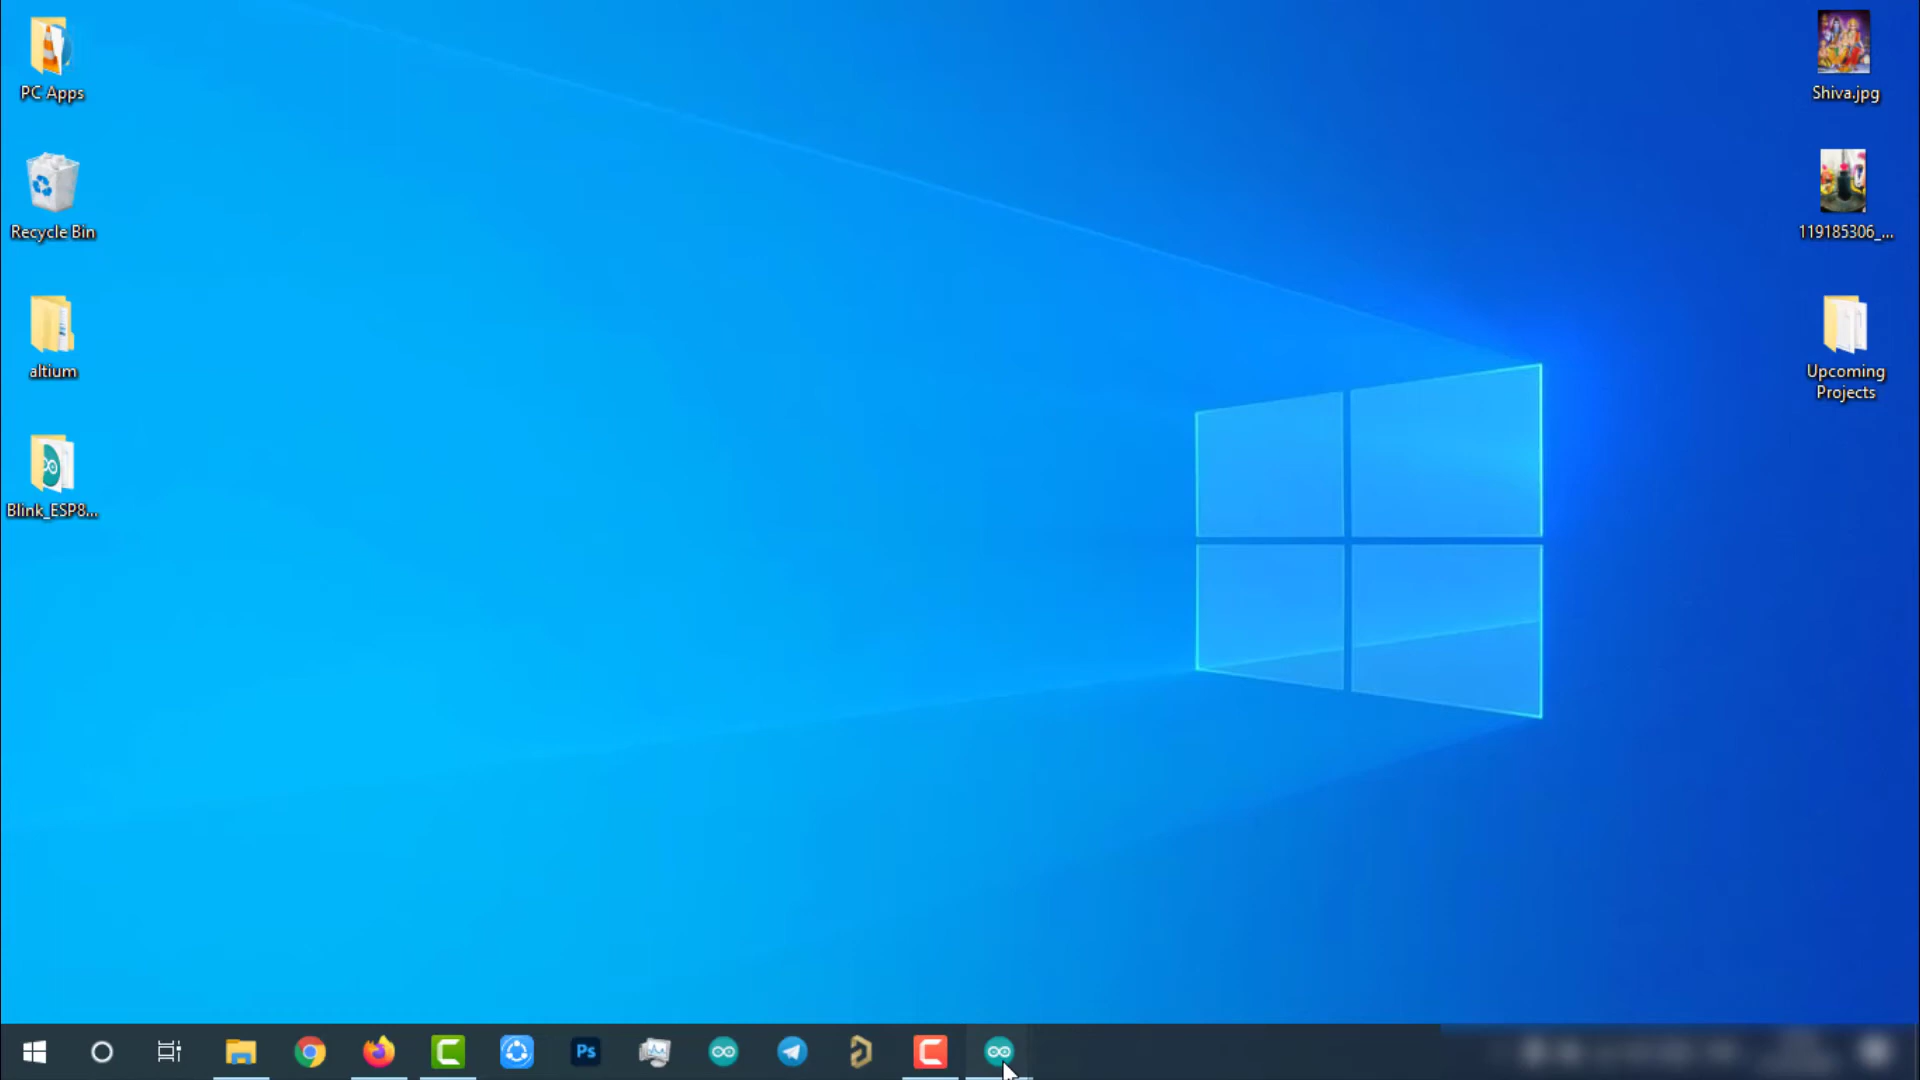 PC Apps
Recycle Bin
altium
Blink_ESP8...
Shiva.jpg
119185306_...
Upcoming
Projects
Ps